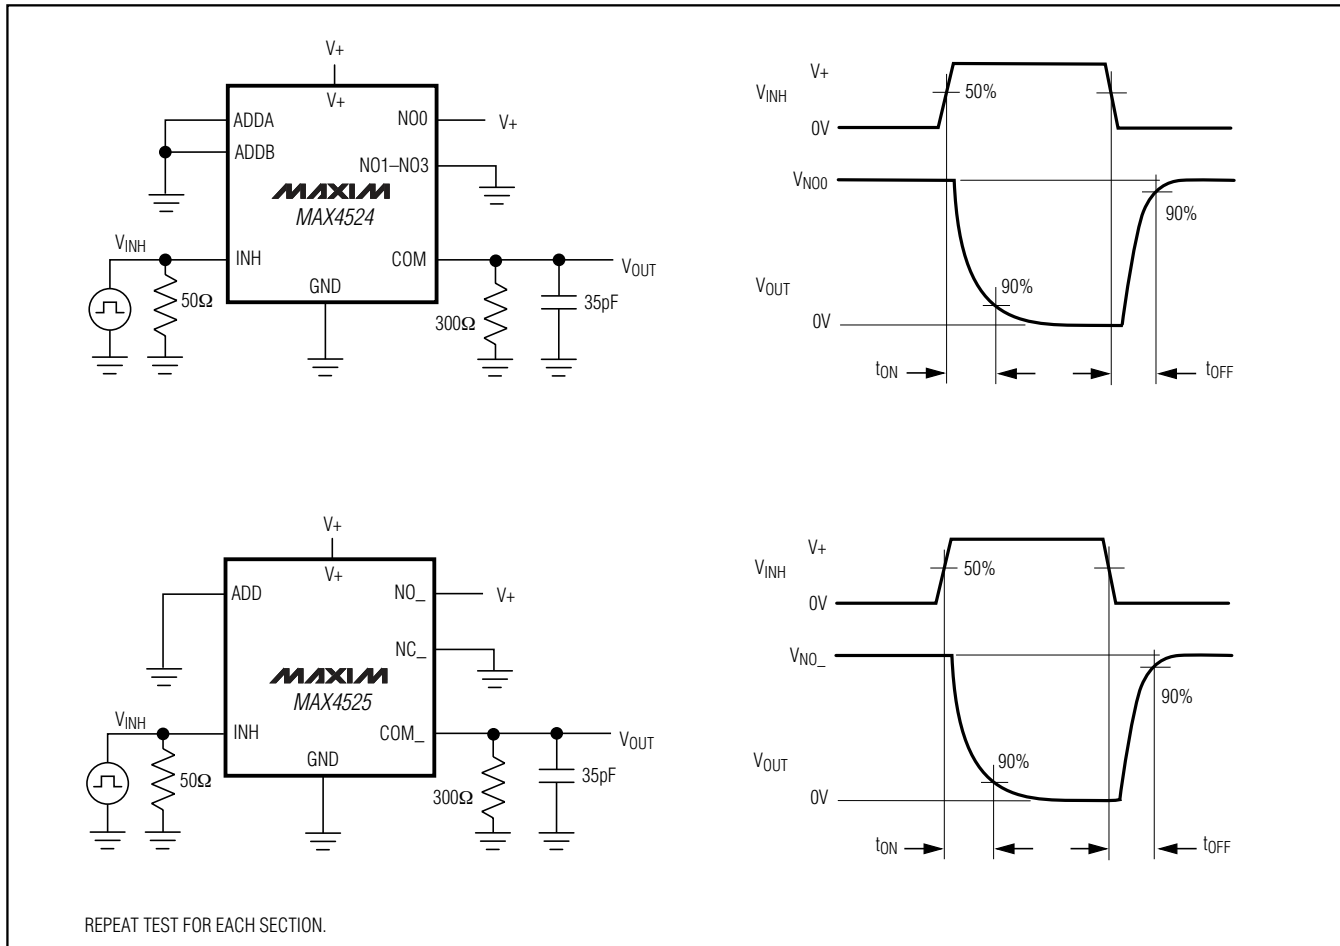 V+
V+
ADDA
NO0
V+
ADDB
NO1–NO3
MAXIM
MAX4524
VINH
INH
COM
VOUT
GND
50Ω
300Ω
35pF
V+
VINH
50%
0V
VNO0
90%
VOUT
90%
0V
tON
tOFF
V+
V+
ADD
NO_
V+
NC_
MAXIM
MAX4525
VINH
INH
COM_
VOUT
GND
50Ω
300Ω
35pF
V+
VINH
50%
0V
VNO_
90%
VOUT
90%
0V
tON
tOFF
REPEAT TEST FOR EACH SECTION.